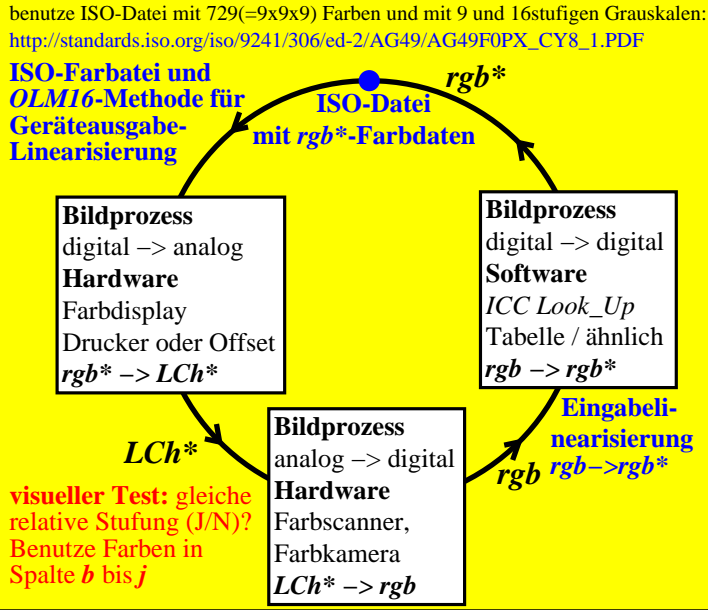 benutze ISO-Datei mit 729(=9x9x9) Farben und mit 9 und 16stufigen Grauskalen:
http://standards.iso.org/iso/9241/306/ed-2/AG49/AG49F0PX_CY8_1.PDF
ISO-Farbatei und
OLM16-Methode für
Geräteausgabe-
Linearisierung
rgb*
ISO-Datei
mit rgb*-Farbdaten
Bildprozess
digital –> analog
Hardware
Farbdisplay
Drucker oder Offset
rgb* –> LCh*
Bildprozess
digital –> digital
Software
ICC Look_Up
Tabelle / ähnlich
rgb –> rgb*
LCh*
Bildprozess
analog –> digital
Hardware
Farbscanner,
Farbkamera
LCh* –> rgb
rgb
Eingabeli-
nearisierung
rgb–>rgb*
visueller Test: gleiche
relative Stufung (J/N)?
Benutze Farben in
Spalte b bis j